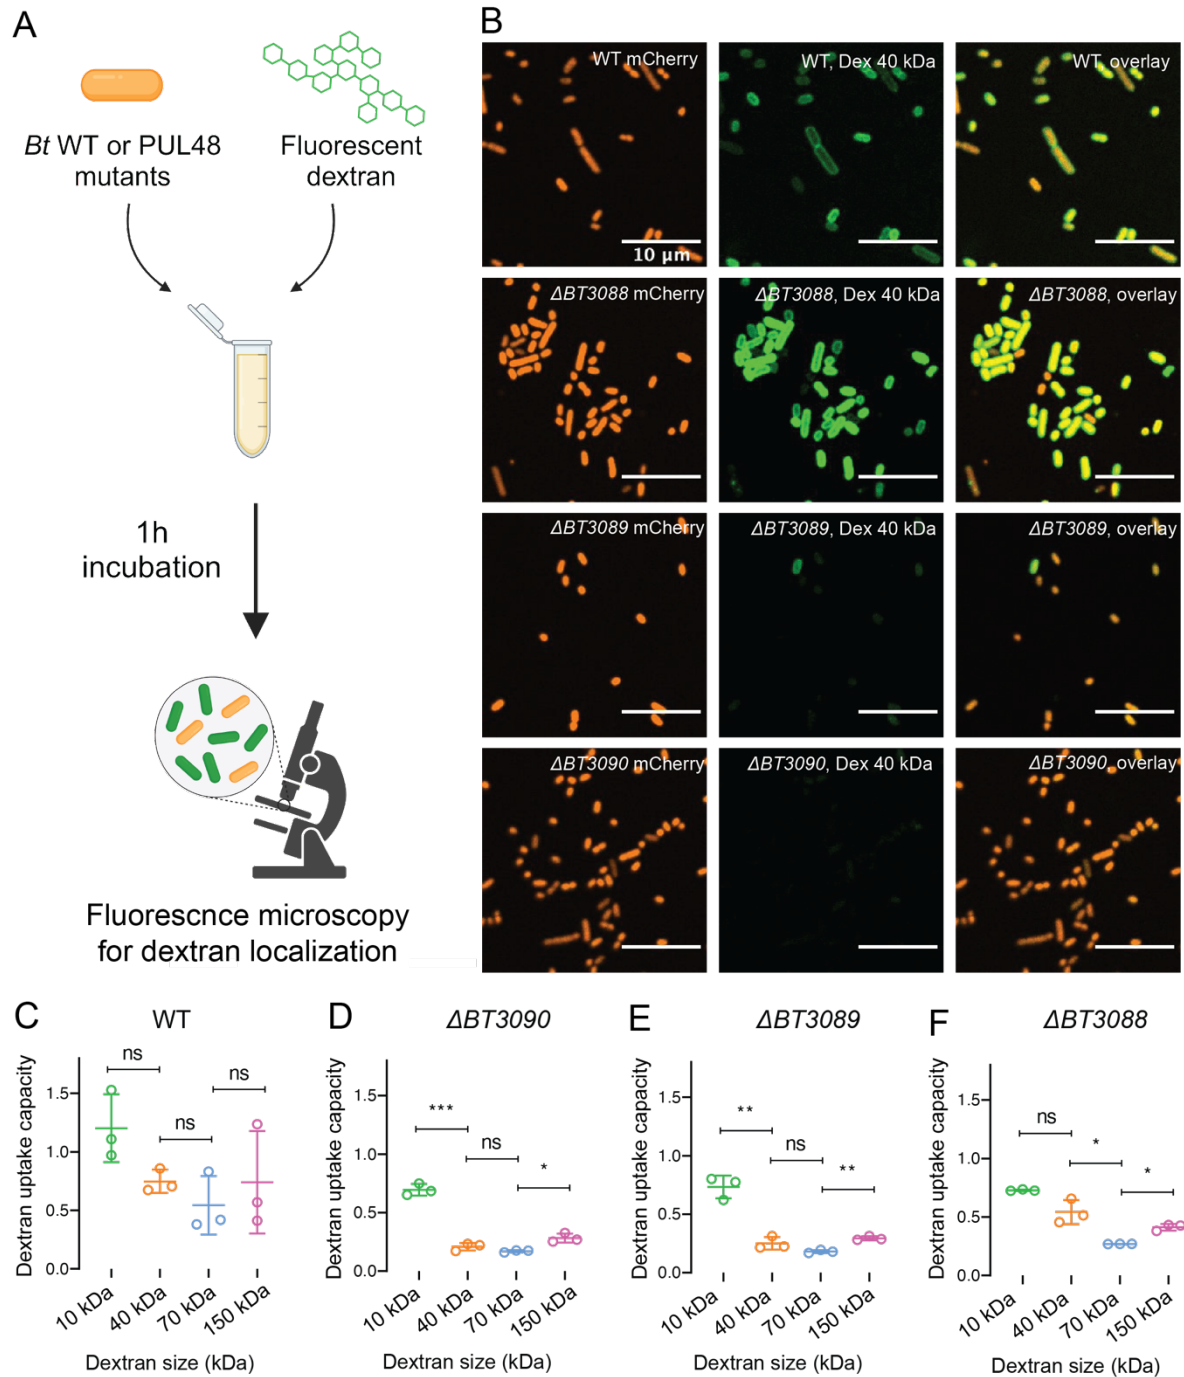 A
Bt WT or PUL48
mutants
Fluorescent
dextran
1h
incubation
Fluorescnce microscopy
for dextran localization
B
WT mCherry
WT, Dex 40 kDa
WT, overlay
10 µm
ΔBT3088 mCherry
ΔBT3088, Dex 40 kDa
ΔBT3088, overlay
ΔBT3089 mCherry
ΔBT3089, Dex 40 kDa
ΔBT3089, overlay
ΔBT3090 mCherry
ΔBT3090, Dex 40 kDa
ΔBT3090, overlay
C
WT
Dextran uptake capacity
1.5
1.0
0.5
0.0
ns
ns
ns
10 kDa
40 kDa
70 kDa
150 kDa
Dextran size (kDa)
D
ΔBT3090
Dextran uptake capacity
1.5
1.0
0.5
0.0
***
ns
*
10 kDa
40 kDa
70 kDa
150 kDa
Dextran size (kDa)
E
ΔBT3089
Dextran uptake capacity
1.5
1.0
0.5
0.0
**
ns
**
10 kDa
40 kDa
70 kDa
150 kDa
Dextran size (kDa)
F
ΔBT3088
Dextran uptake capacity
1.5
1.0
0.5
0.0
ns
*
*
10 kDa
40 kDa
70 kDa
150 kDa
Dextran size (kDa)